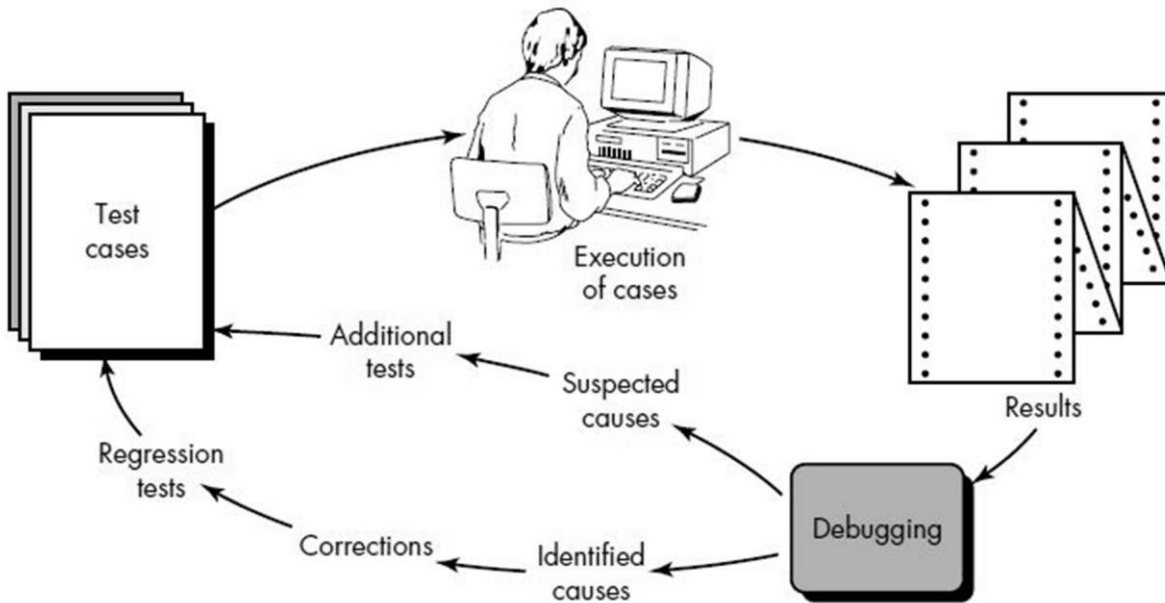 Test
cases
Execution
of cases
Additional
tests
Suspected
causes
Results
Regression
tests
Debugging
Corrections
Identified
causes